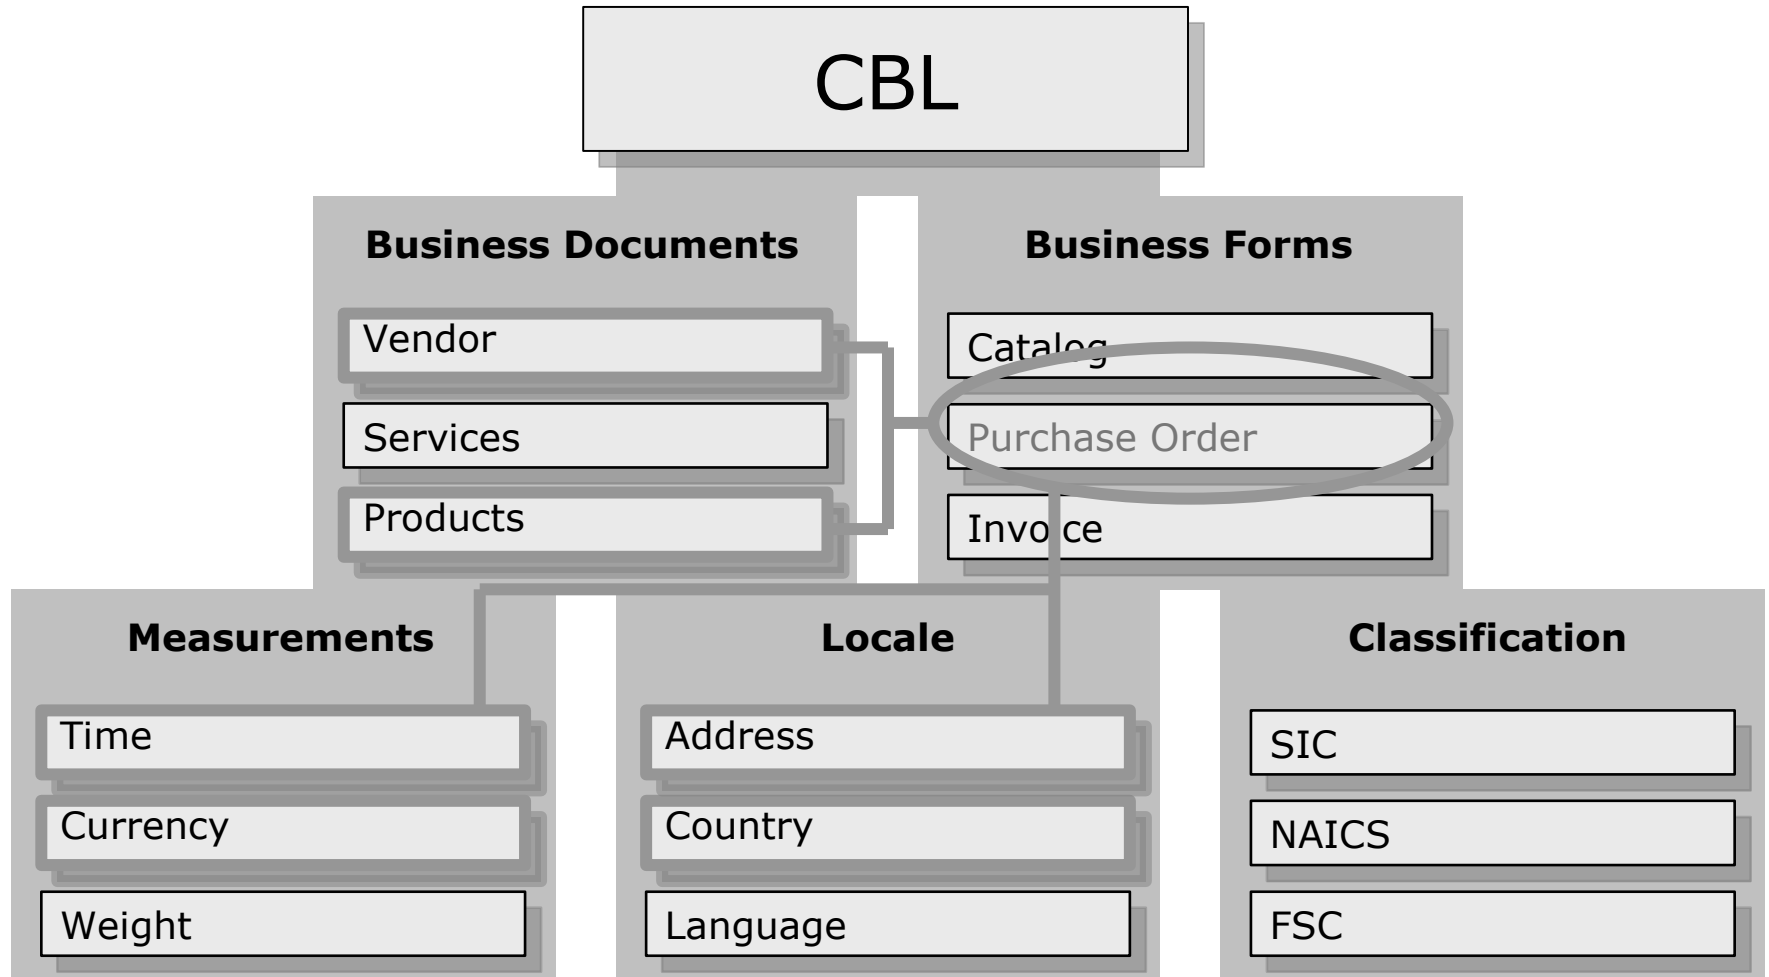 CBL
Business Documents
Vendor
Services
Products
Business Forms
Catalog
Purchase Order
Invoice
Measurements
Time
Currency
Weight
Locale
Address
Country
Language
Classification
SIC
NAICS
FSC